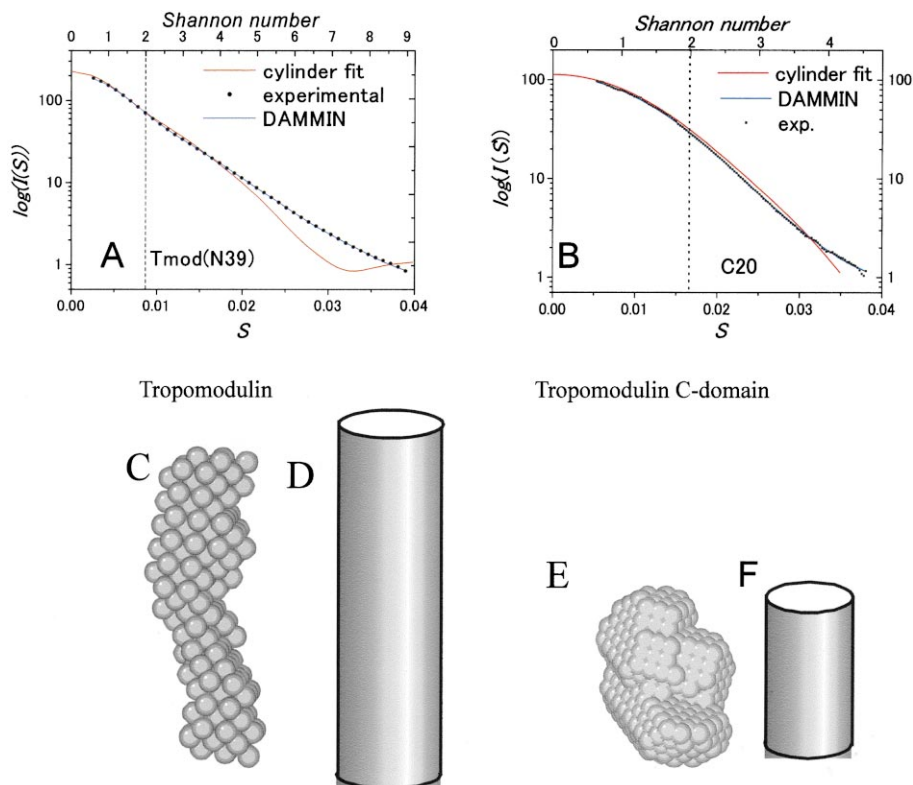 Shannon number
0 1 2 3 4 5 6 7 8 9
log(I(S))
100
10
1
cylinder fit
experimental
DAMMIN
A
Tmod(N39)
0.00 0.01 0.02 0.03 0.04
S
Shannon number
0 1 2 3 4
log(I(S))
100
10
1
cylinder fit
DAMMIN
exp.
100
10
1
B
C20
0.00 0.01 0.02 0.03 0.04
S
Tropomodulin
Tropomodulin C-domain
C
D
E
F